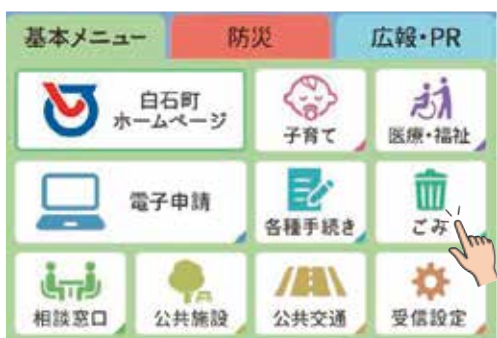 基本メニュー
防災
広報・PR
白石町
ホームページ
子育て
医療・福祉
電子申請
各種手続き
ごみ
相談窓口
公共施設
公共交通
受信設定